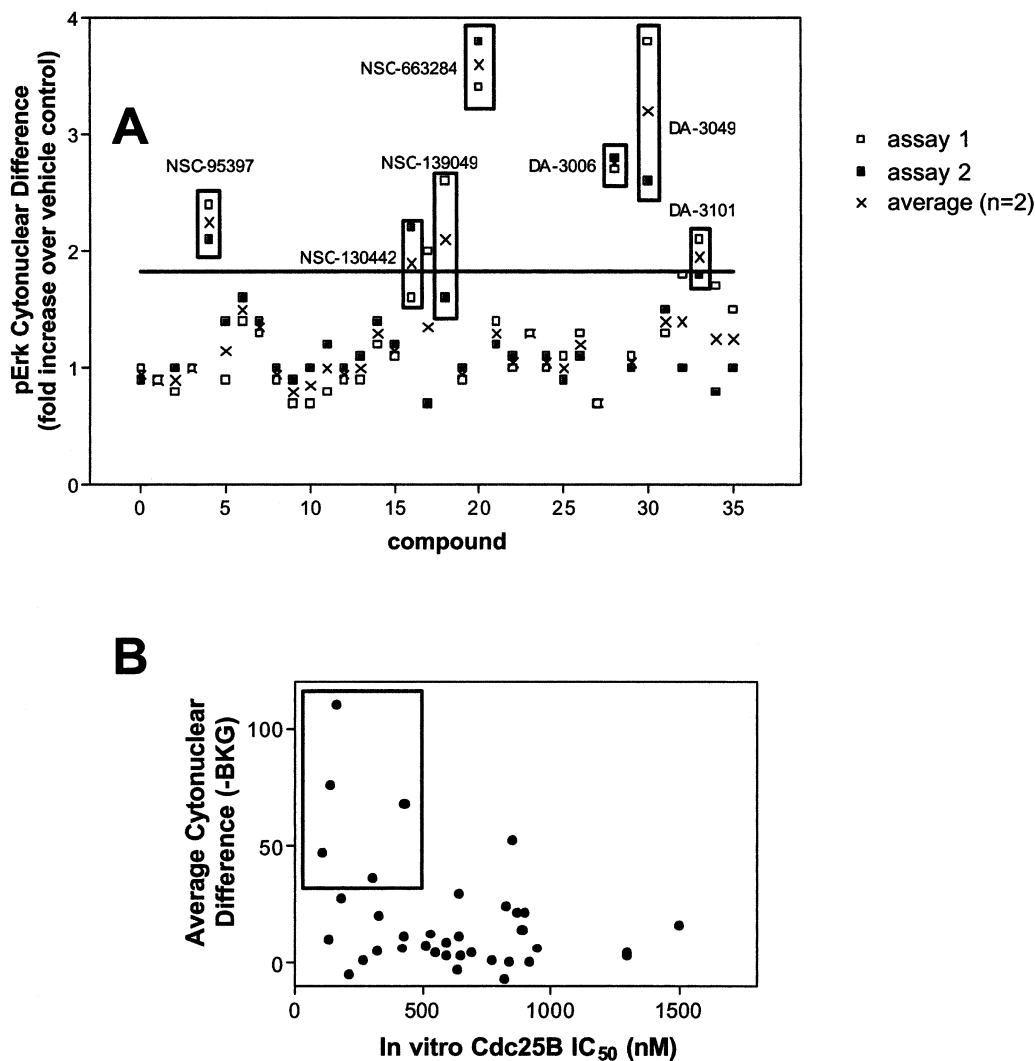 A
pErk Cytonuclear Difference
(fold increase over vehicle control)
4
3
2
1
0
NSC-663284
DA-3049
NSC-95397
NSC-139049
DA-3006
DA-3101
NSC-130442
0 5 10 15 20 25 30 35
compound
assay 1
assay 2
average (n=2)
B
Average Cytonuclear
Difference (-BKG)
100
50
0
0 500 1000 1500
In vitro Cdc25B IC50 (nM)